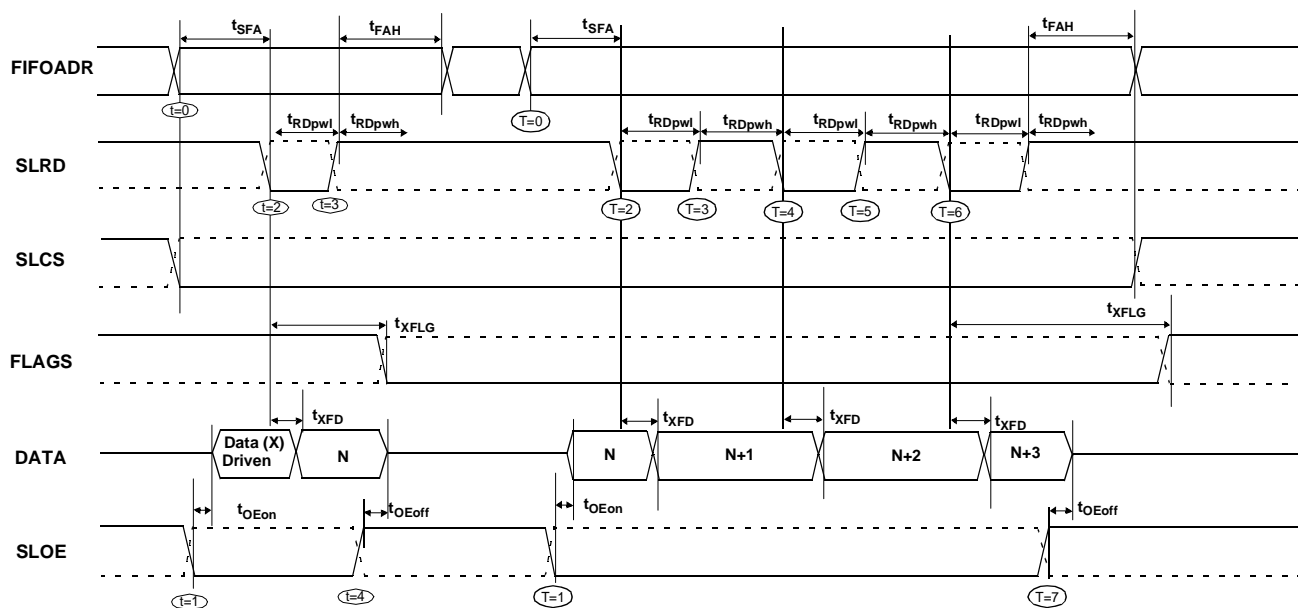 tSFA tFAH tSFA tFAH
FIFOADR
t=0 T=0
tRDpwl tRDpwh tRDpwl tRDpwh tRDpwl tRDpwh tRDpwl tRDpwh
SLRD
t=2 t=3 T=2 T=3 T=4 T=5 T=6
SLCS
tXFLG tXFLG
FLAGS
tXFD tXFD tXFD tXFD
DATA
Data (X)
Driven
N N N+1 N+2 N+3
tOEon tOEoff tOEon tOEoff
SLOE
t=1 t=4 T=1 T=7